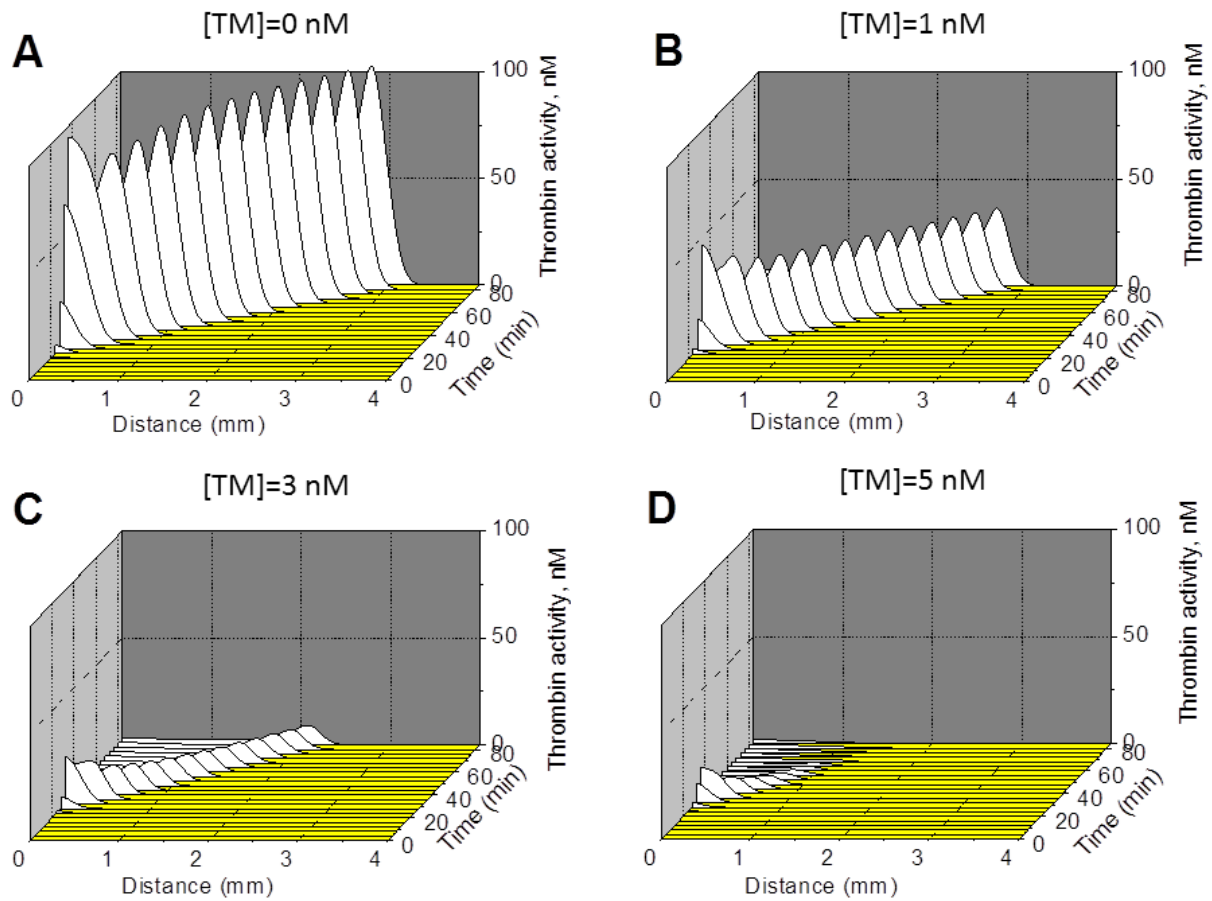 [TM]=0 nM
A
100
50
0
Thrombin activity, nM
80
60
40
20
0
Time (min)
0
1
2
3
4
Distance (mm)
[TM]=1 nM
B
100
50
0
Thrombin activity, nM
80
60
40
20
0
Time (min)
0
1
2
3
4
Distance (mm)
[TM]=3 nM
C
100
50
0
Thrombin activity, nM
80
60
40
20
0
Time (min)
0
1
2
3
4
Distance (mm)
[TM]=5 nM
D
100
50
0
Thrombin activity, nM
80
60
40
20
0
Time (min)
0
1
2
3
4
Distance (mm)